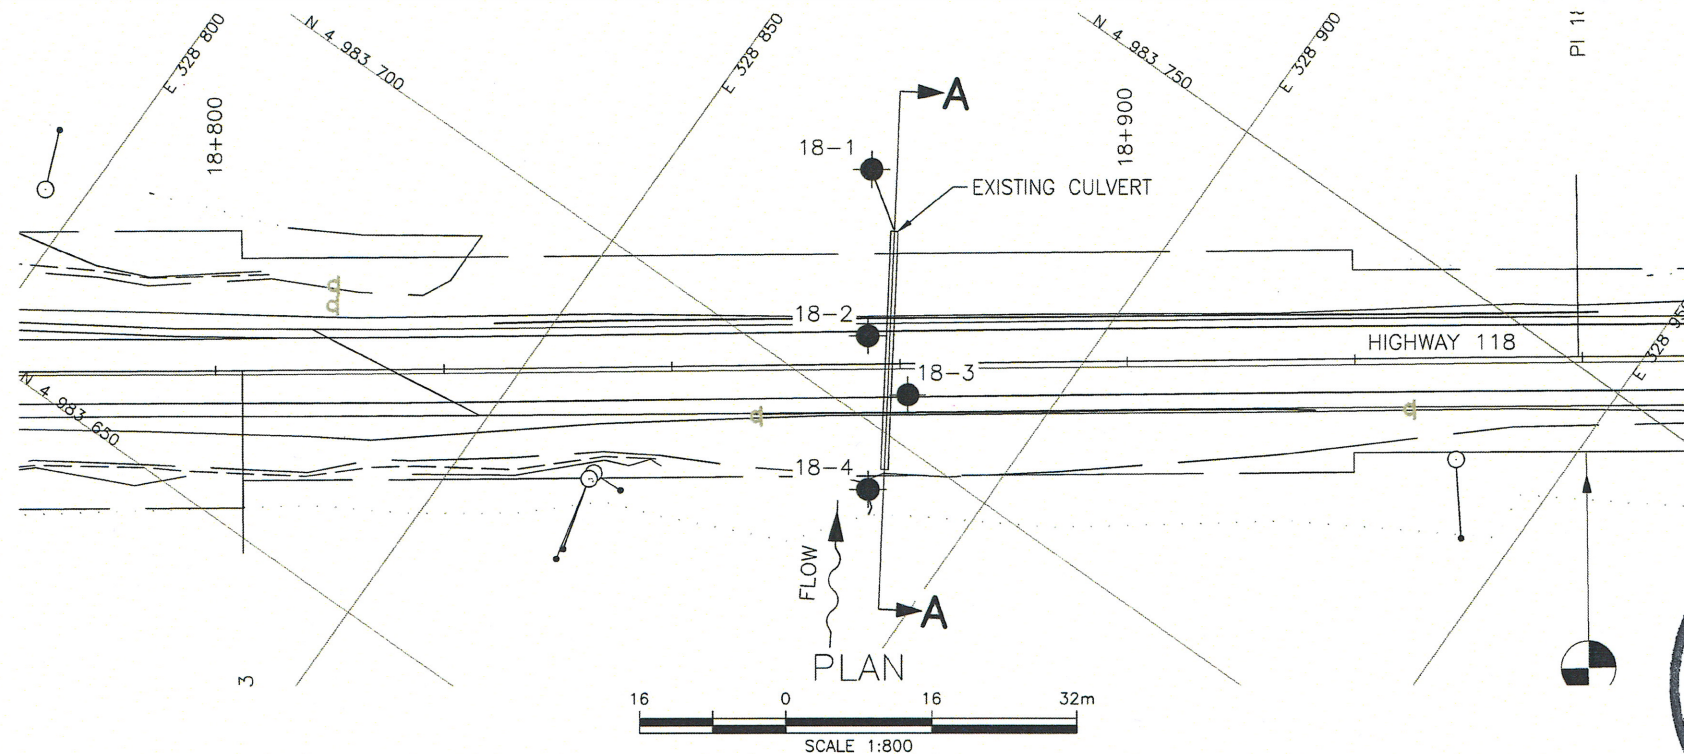 N 4 983 700
E 328 800
E 328 850
N 4 983 750
E 328 900
PI
18+800
18+900
A
18-1
EXISTING CULVERT
18-2
HIGHWAY 118
18-3
N 4 983 650
18-4
FLOW
A
PLAN
3
16 0 16 32m
SCALE 1:800